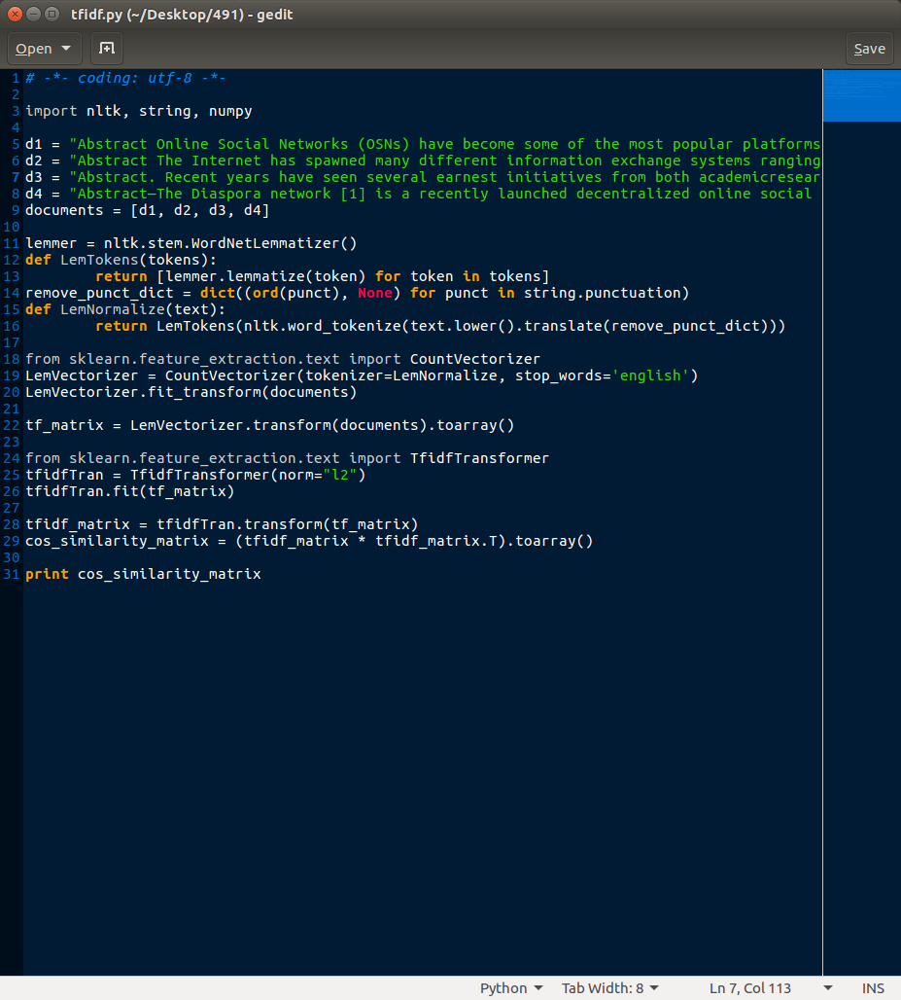 tfidf.py (~/Desktop/491) - gedit
Open
Save
1 # -*- coding: utf-8 -*-
2
3 import nltk, string, numpy
4
5 d1 = "Abstract Online Social Networks (OSNs) have become some of the most popular platforms
6 d2 = "Abstract The Internet has spawned many different information exchange systems ranging
7 d3 = "Abstract. Recent years have seen several earnest initiatives from both academicresear
8 d4 = "Abstract—The Diaspora network [1] is a recently launched decentralized online social
9 documents = [d1, d2, d3, d4]
10
11 lemmer = nltk.stem.WordNetLemmatizer()
12 def LemTokens(tokens):
13         return [lemmer.lemmatize(token) for token in tokens]
14 remove_punct_dict = dict((ord(punct), None) for punct in string.punctuation)
15 def LemNormalize(text):
16         return LemTokens(nltk.word_tokenize(text.lower().translate(remove_punct_dict)))
17
18 from sklearn.feature_extraction.text import CountVectorizer
19 LemVectorizer = CountVectorizer(tokenizer=LemNormalize, stop_words='english')
20 LemVectorizer.fit_transform(documents)
21
22 tf_matrix = LemVectorizer.transform(documents).toarray()
23
24 from sklearn.feature_extraction.text import TfidfTransformer
25 tfidfTran = TfidfTransformer(norm="l2")
26 tfidfTran.fit(tf_matrix)
27
28 tfidf_matrix = tfidfTran.transform(tf_matrix)
29 cos_similarity_matrix = (tfidf_matrix * tfidf_matrix.T).toarray()
30
31 print cos_similarity_matrix
Python Tab Width: 8 Ln 7, Col 113 INS